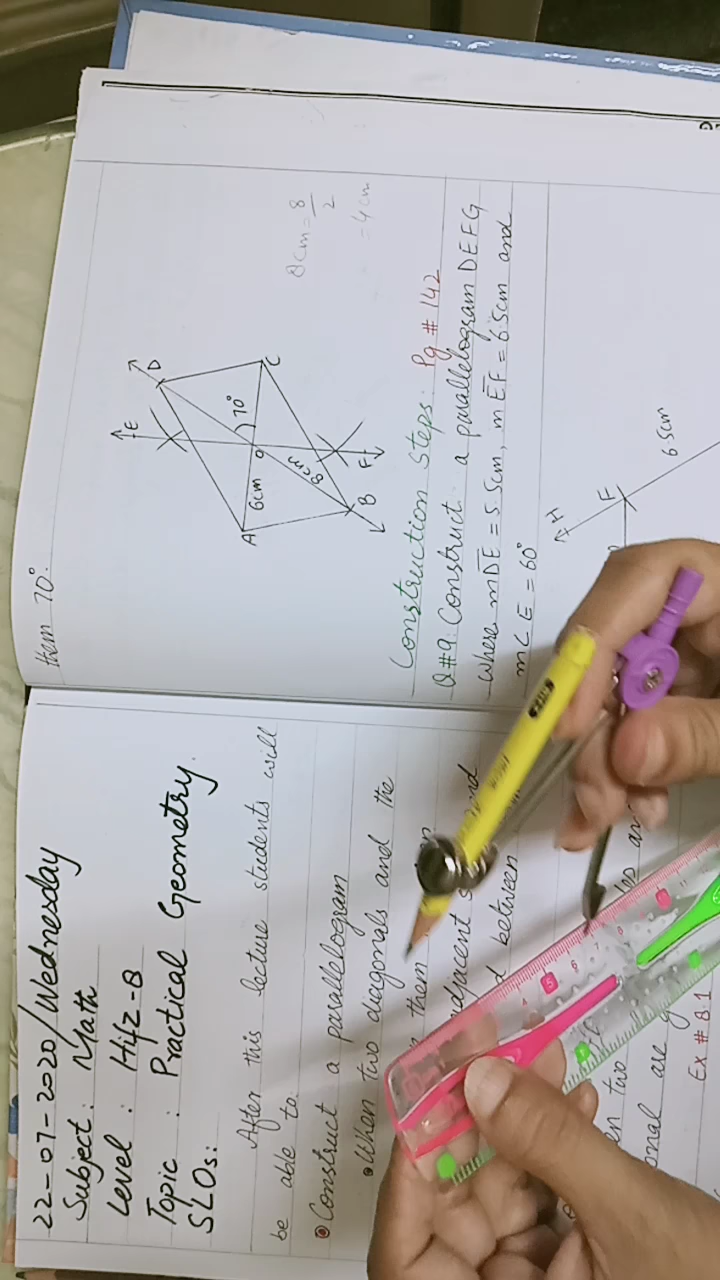 22-07-2020/Wednesday
Subject: Math
Level : Hifz-B
Topic : Practical Geometry.
SLOs:
After this lecture students will
be able to.
Construct a parallelogram
When two diagonals and the
them
adjacent
between
two
onal are
Ex # 8.1
them 70°.
E
D
C
70°
O
6cm
8cm
A
B
F
8cm = 8/2
= 4cm
Construction Steps. Pg # 142
Q#9: Construct a parallelogram DEFG
where mDE = 5.5cm, mEF = 6.5cm and
m∠E = 60°
H
F
6.5cm